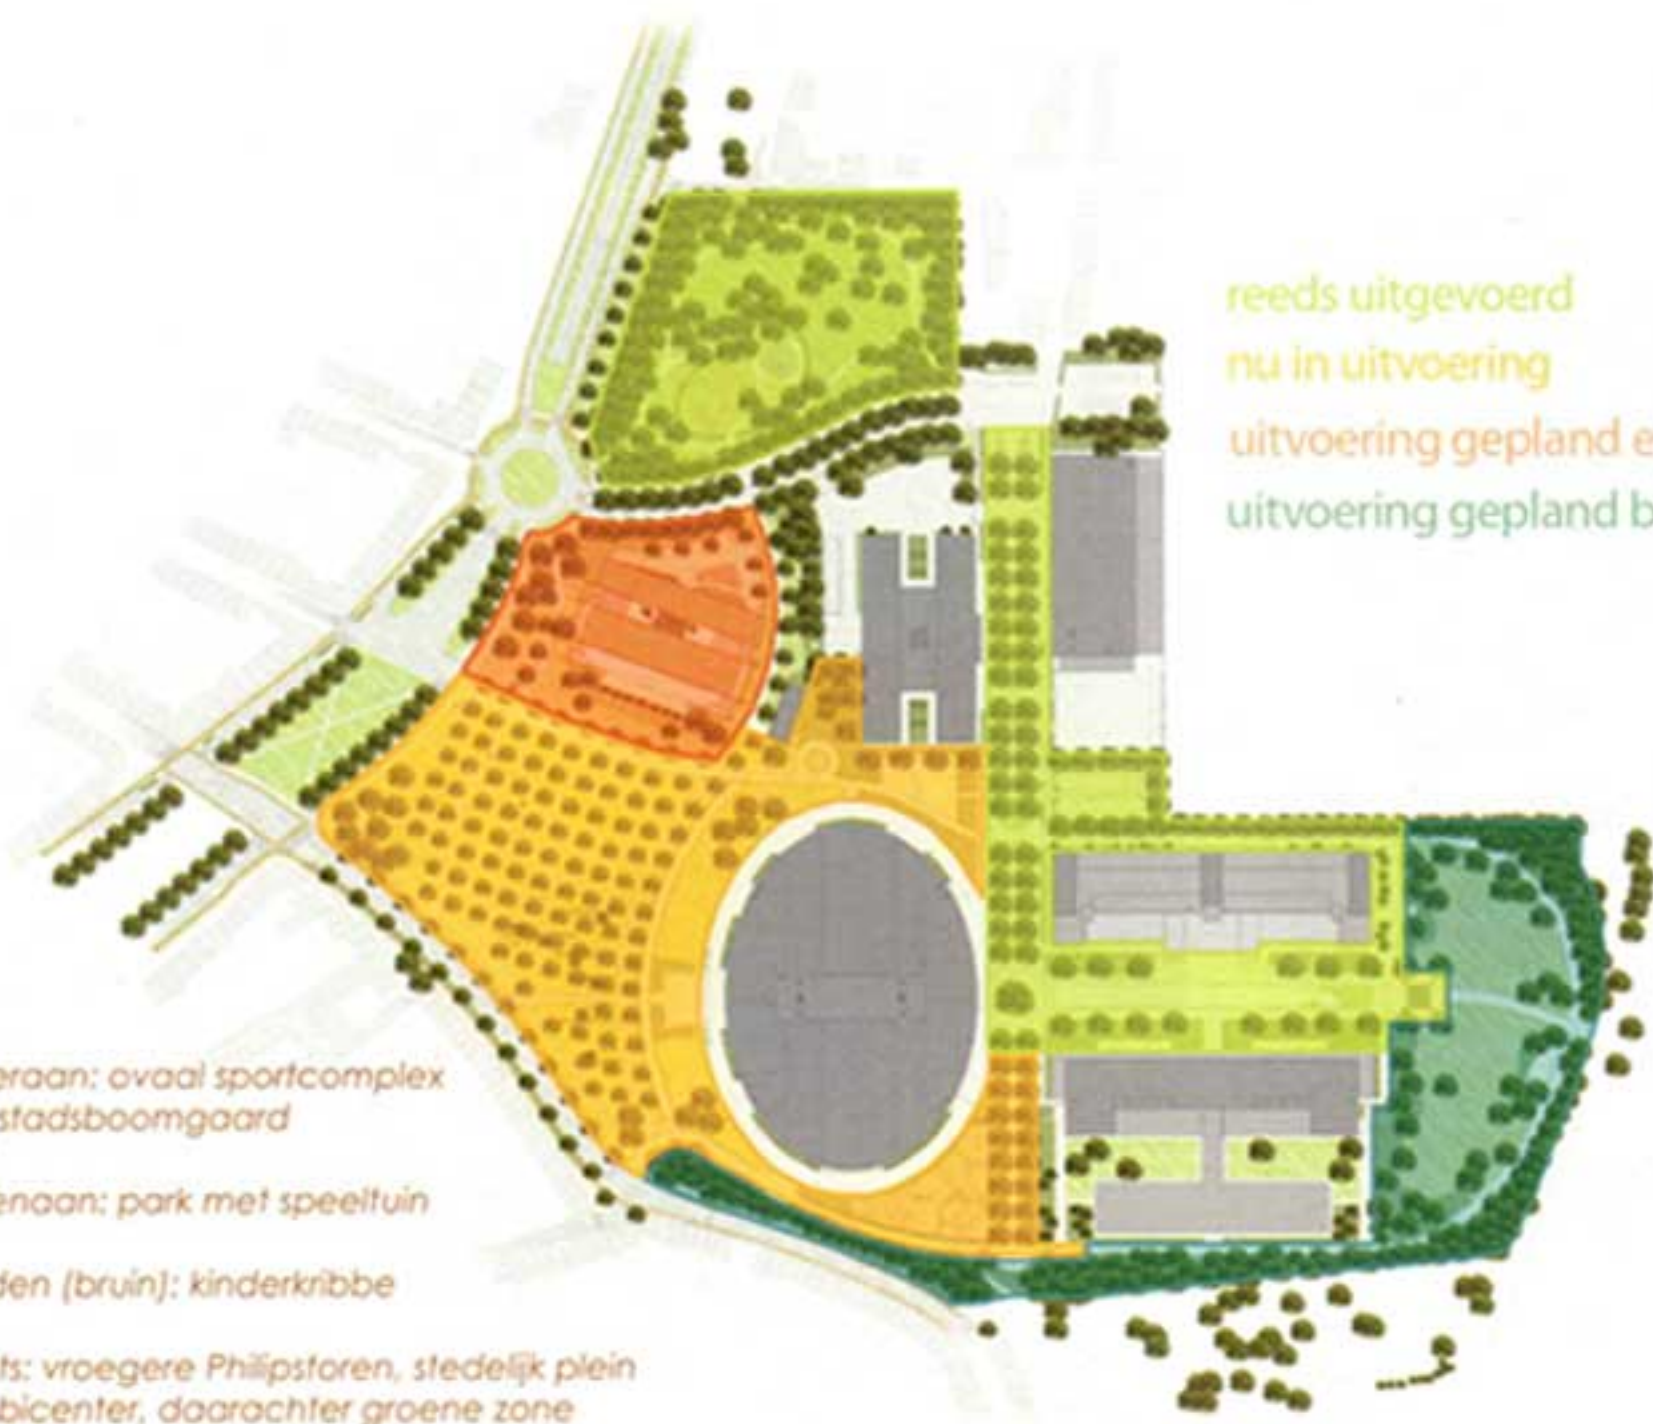 reeds uitgevoerd
nu in uitvoering
uitvoering gepland e
uitvoering gepland b
eraan: ovaal sportcomplex
stadsboomgaard
enaan: park met speeltuin
den (bruin): kinderkribbe
ts: vroegere Philipstoren, stedelijk plein
bicenter, daarachter groene zone